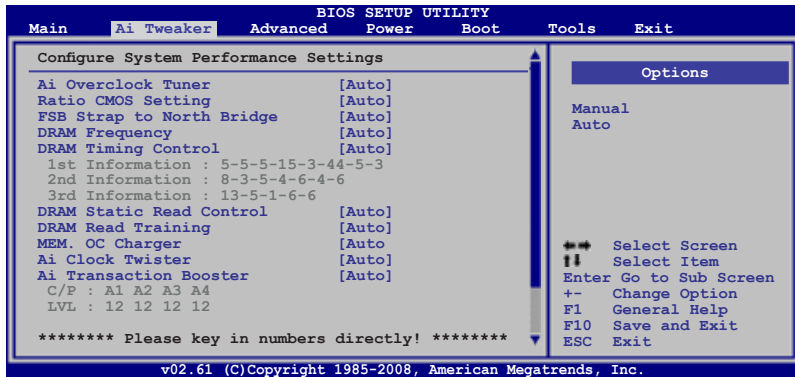 BIOS SETUP UTILITY
Main Ai Tweaker Advanced Power Boot Tools Exit
Configure System Performance Settings
Ai Overclock Tuner [Auto]
Ratio CMOS Setting [Auto]
FSB Strap to North Bridge [Auto]
DRAM Frequency [Auto]
DRAM Timing Control [Auto]
1st Information : 5-5-5-15-3-44-5-3
2nd Information : 8-3-5-4-6-4-6
3rd Information : 13-5-1-6-6
DRAM Static Read Control [Auto]
DRAM Read Training [Auto]
MEM. OC Charger [Auto
Ai Clock Twister [Auto]
Ai Transaction Booster [Auto]
C/P : A1 A2 A3 A4
LVL : 12 12 12 12
******** Please key in numbers directly! ********
Options
Manual
Auto
←→ Select Screen
↑↓ Select Item
Enter Go to Sub Screen
+- Change Option
F1 General Help
F10 Save and Exit
ESC Exit
v02.61 (C)Copyright 1985-2008, American Megatrends, Inc.